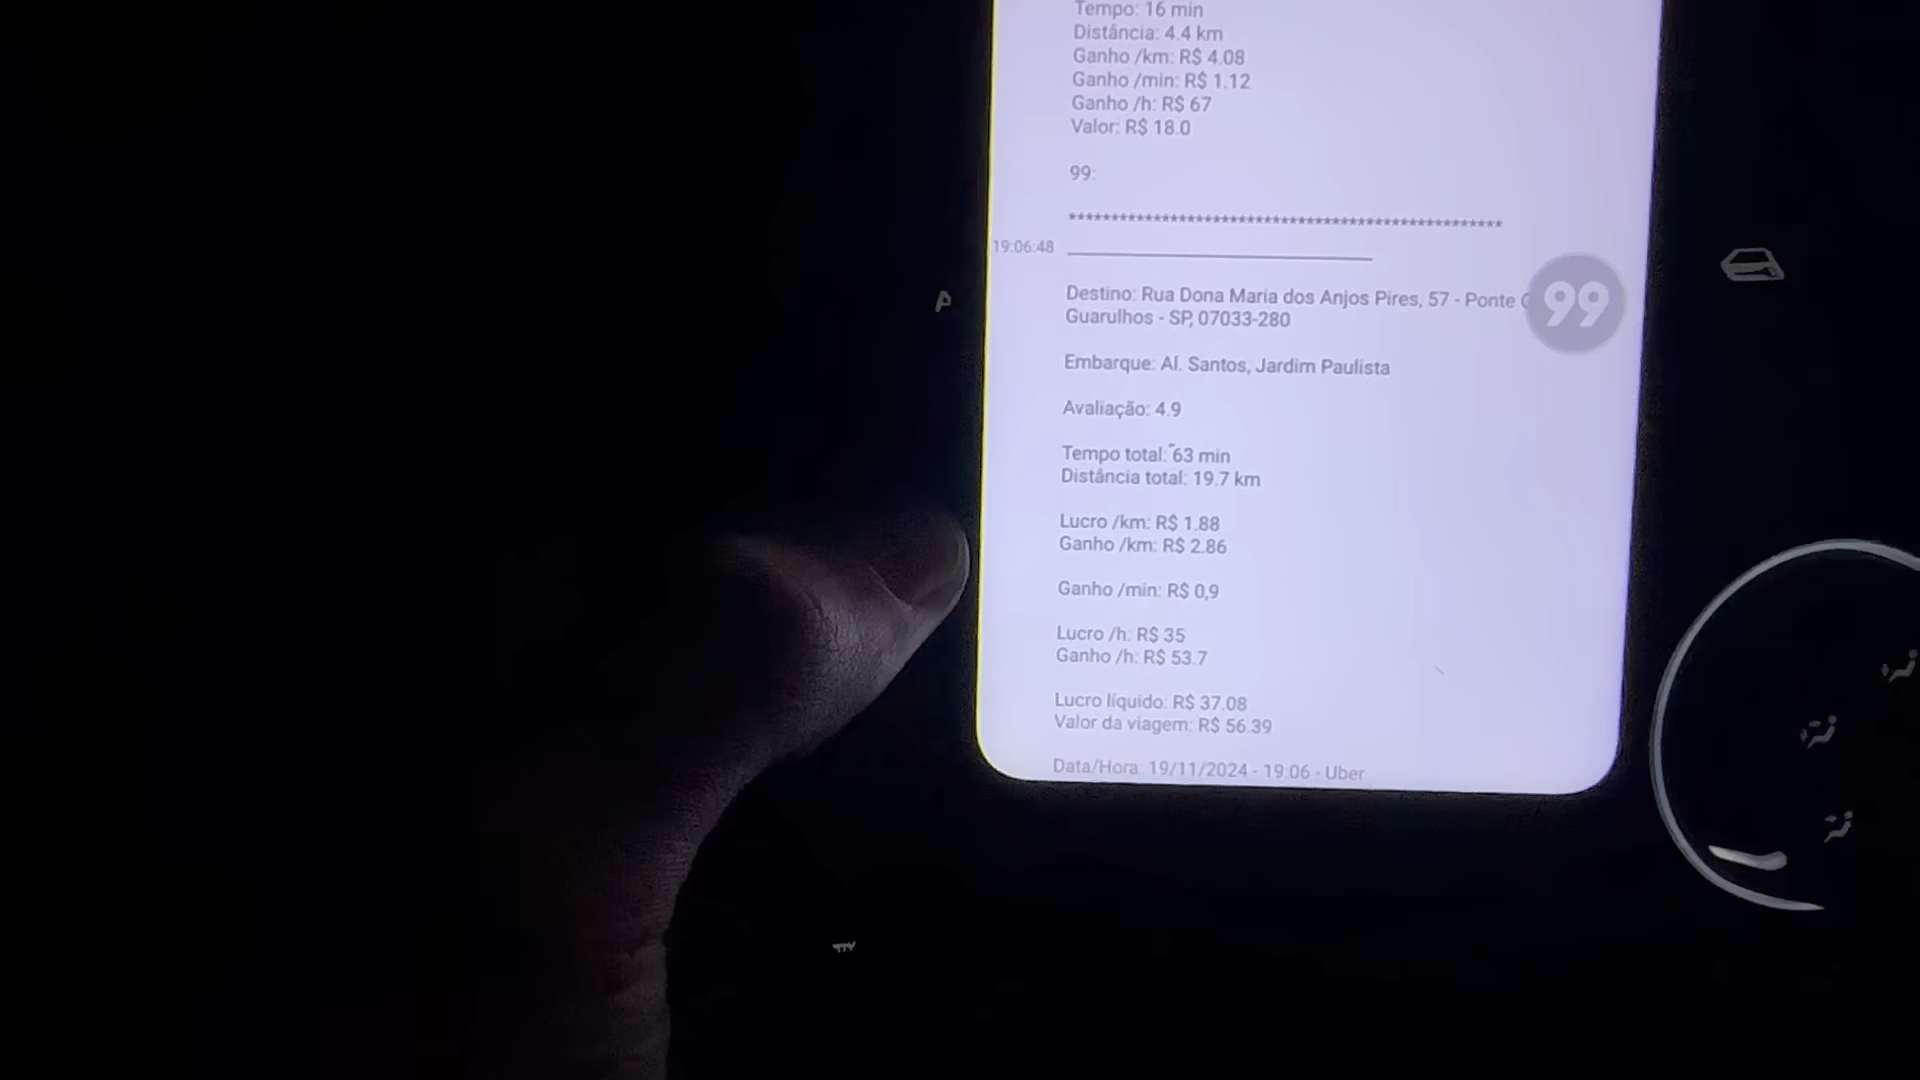 Tempo: 16 min
Distância: 4.4 km
Ganho /km: R$ 4.08
Ganho /min: R$ 1.12
Ganho /h: R$ 67
Valor: R$ 18.0
99:
***************************************************
19:06:48
Destino: Rua Dona Maria dos Anjos Pires, 57 - Ponte
99
Guarulhos - SP, 07033-280
Embarque: Al. Santos, Jardim Paulista
Avaliação: 4.9
Tempo total: 63 min
Distância total: 19.7 km
Lucro /km: R$ 1.88
Ganho /km: R$ 2.86
Ganho /min: R$ 0,9
Lucro /h: R$ 35
Ganho /h: R$ 53.7
Lucro líquido: R$ 37.08
Valor da viagem: R$ 56.39
Data/Hora: 19/11/2024 - 19:06 - Uber